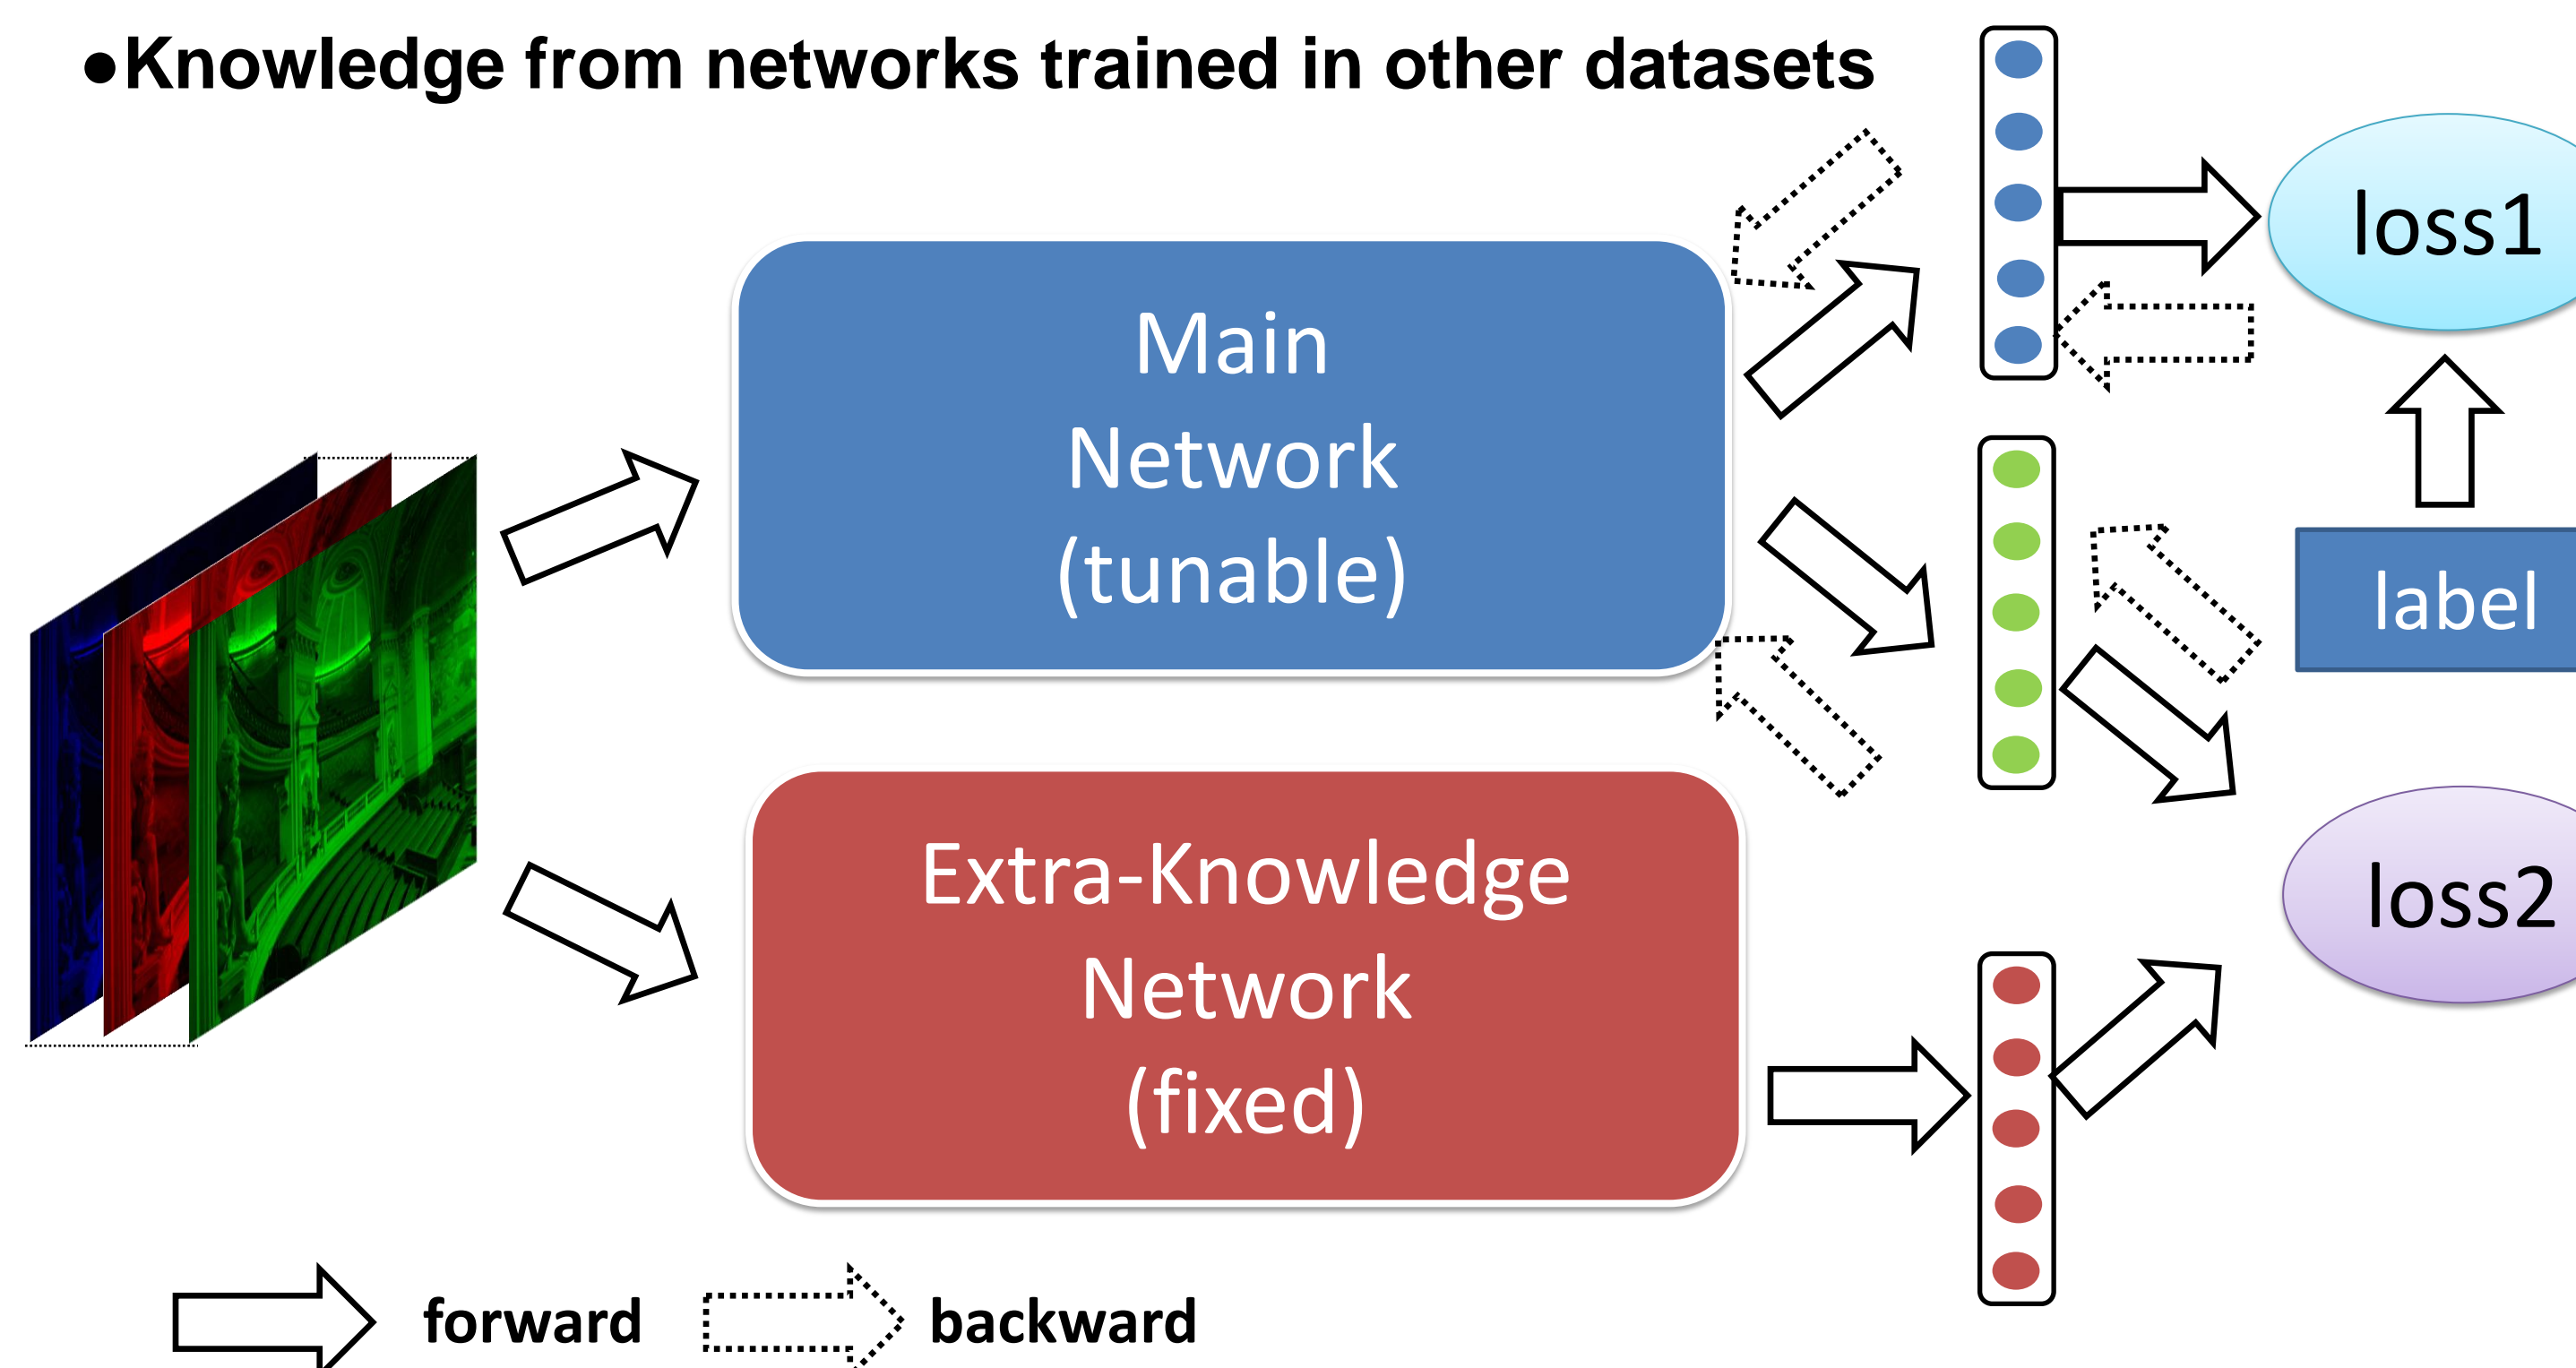 ●Knowledge from networks trained in other datasets
loss1
Main
Network
(tunable)
label
Extra-Knowledge
Network
(fixed)
loss2
forward
backward